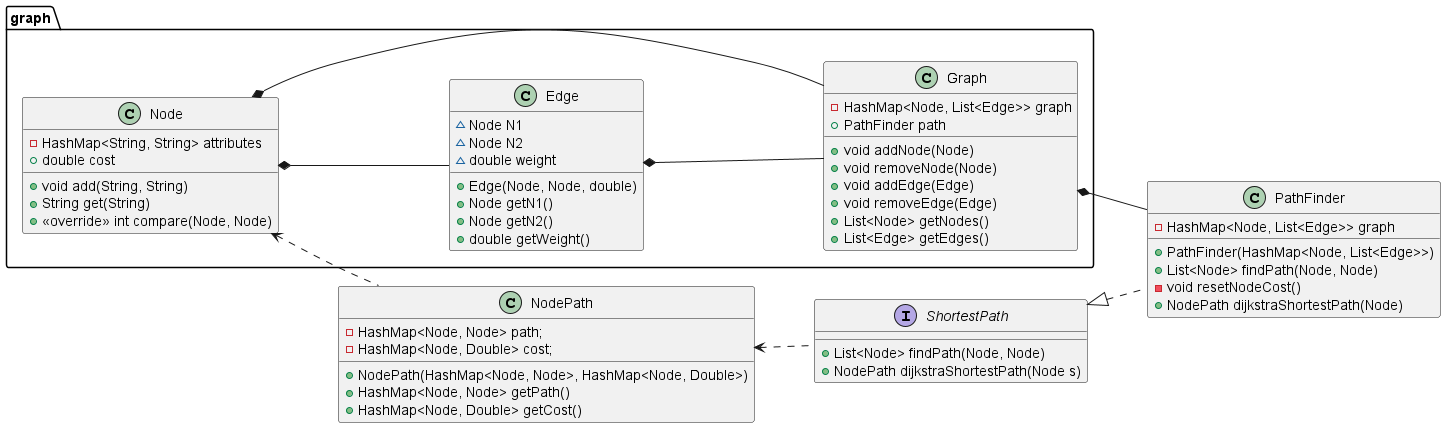 graph
C Node
HashMap<String, String> attributes
double cost
void add(String, String)
String get(String)
«override» int compare(Node, Node)
C Edge
Node N1
Node N2
double weight
Edge(Node, Node, double)
Node getN1()
Node getN2()
double getWeight()
C Graph
HashMap<Node, List<Edge>> graph
PathFinder path
void addNode(Node)
void removeNode(Node)
void addEdge(Edge)
void removeEdge(Edge)
List<Node> getNodes()
List<Edge> getEdges()
C PathFinder
HashMap<Node, List<Edge>> graph
PathFinder(HashMap<Node, List<Edge>>)
List<Node> findPath(Node, Node)
void resetNodeCost()
NodePath dijkstraShortestPath(Node)
C NodePath
HashMap<Node, Node> path;
HashMap<Node, Double> cost;
NodePath(HashMap<Node, Node>, HashMap<Node, Double>)
HashMap<Node, Node> getPath()
HashMap<Node, Double> getCost()
I ShortestPath
List<Node> findPath(Node, Node)
NodePath dijkstraShortestPath(Node s)